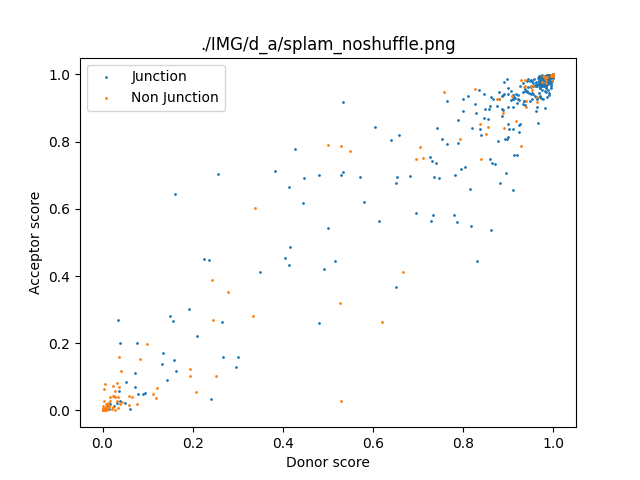 ./IMG/d_a/splam_noshuffle.png
Junction
Non Junction
1.0
0.8
0.6
0.4
0.2
0.0
Acceptor score
0.0 0.2 0.4 0.6 0.8 1.0
Donor score